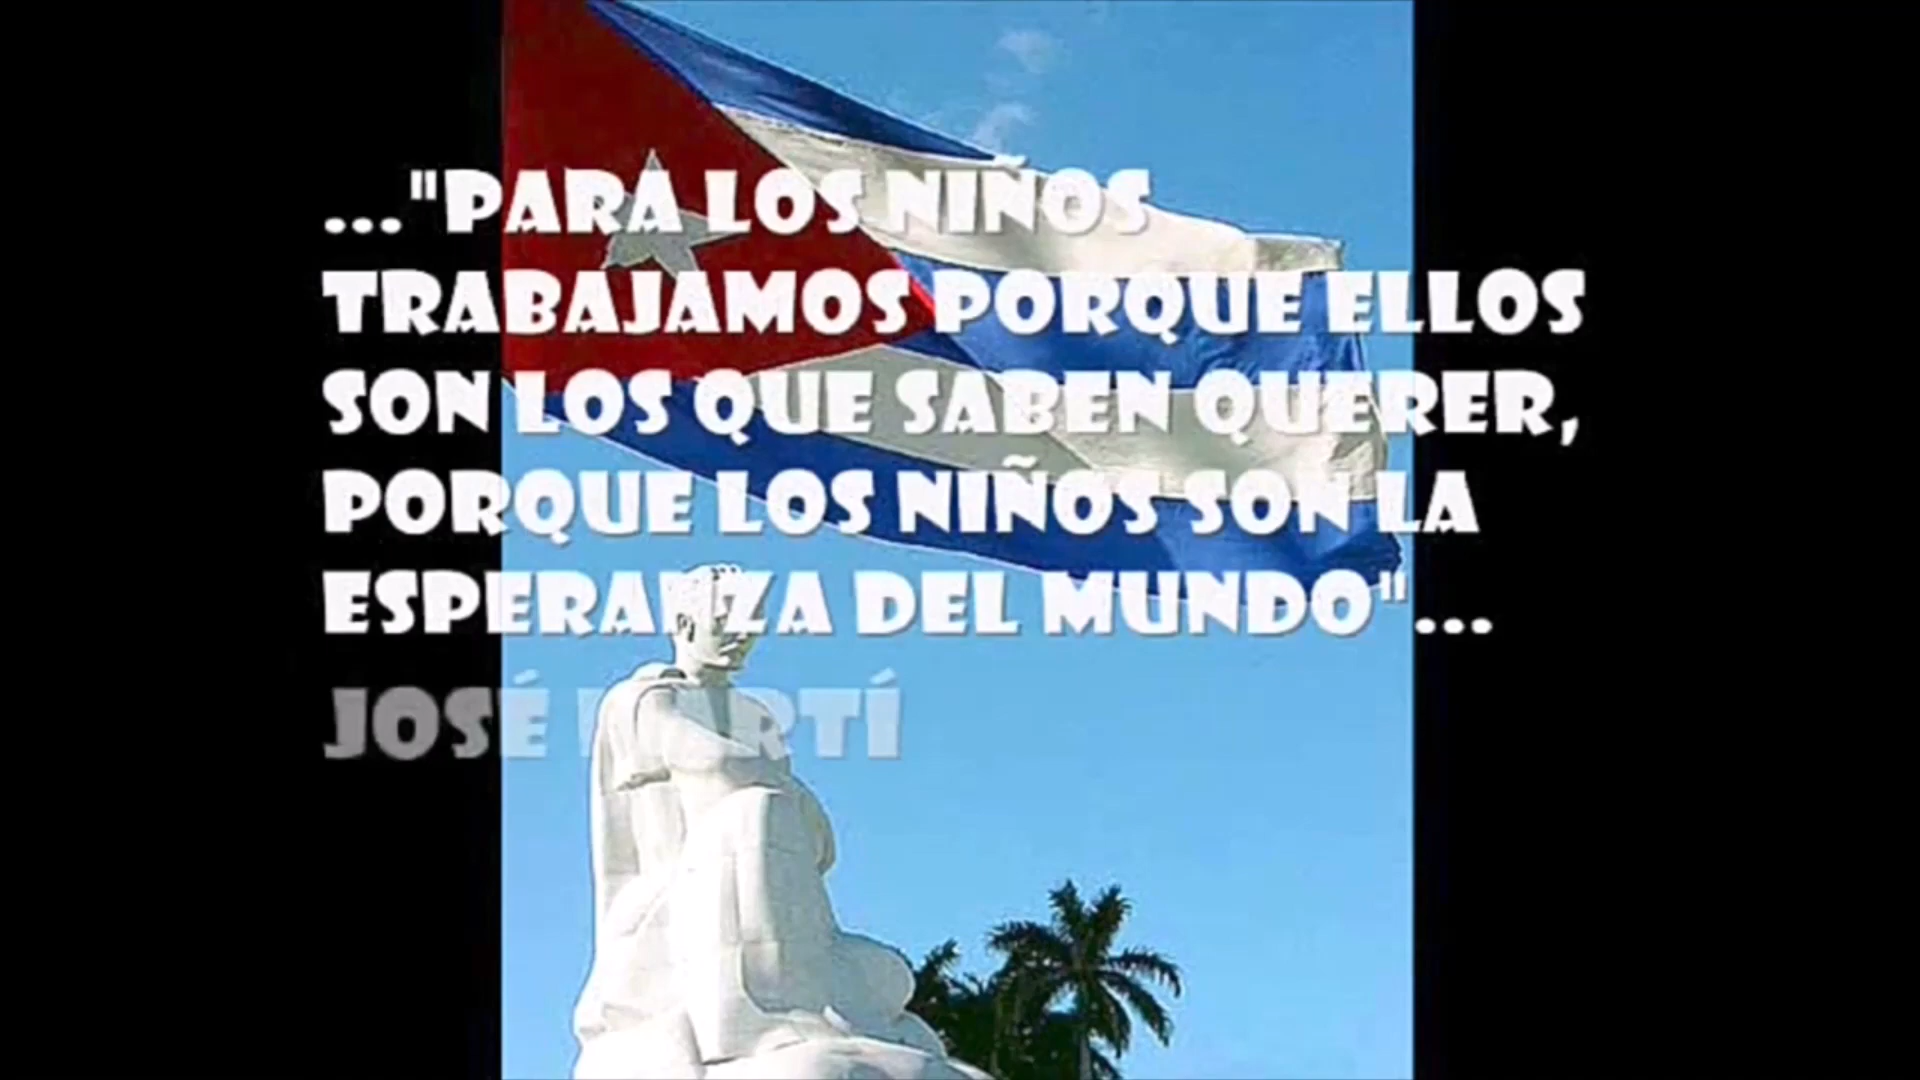 ..."PARA LOS NIÑOS
TRABAJAMOS PORQUE ELLOS
SON LOS QUE SABEN QUERER,
PORQUE LOS NIÑOS SON LA
ESPERANZA DEL MUNDO"...
JOSÉ MARTÍ